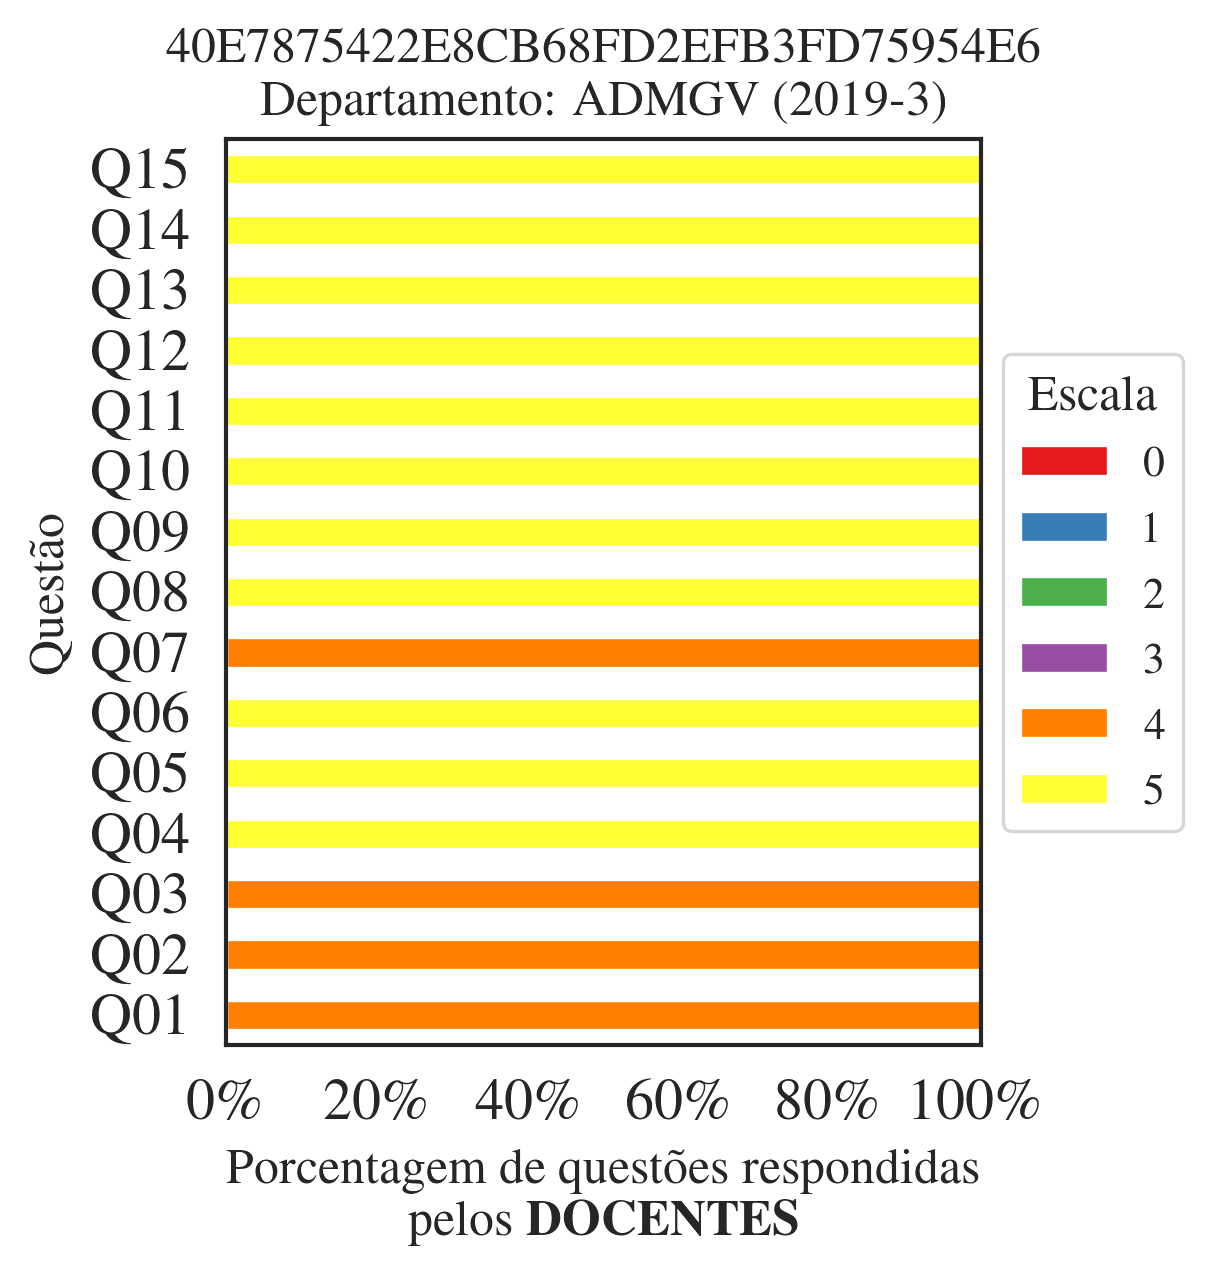 40E7875422E8CB68FD2EFB3FD75954E6
Departamento: ADMGV (2019-3)
Q15
Q14
Q13
Q12
Q11
Q10
Q09
Q08
Q07
Q06
Q05
Q04
Q03
Q02
Q01
Questão
0% 20% 40% 60% 80% 100%
Porcentagem de questões respondidas
pelos DOCENTES
Escala
0
1
2
3
4
5